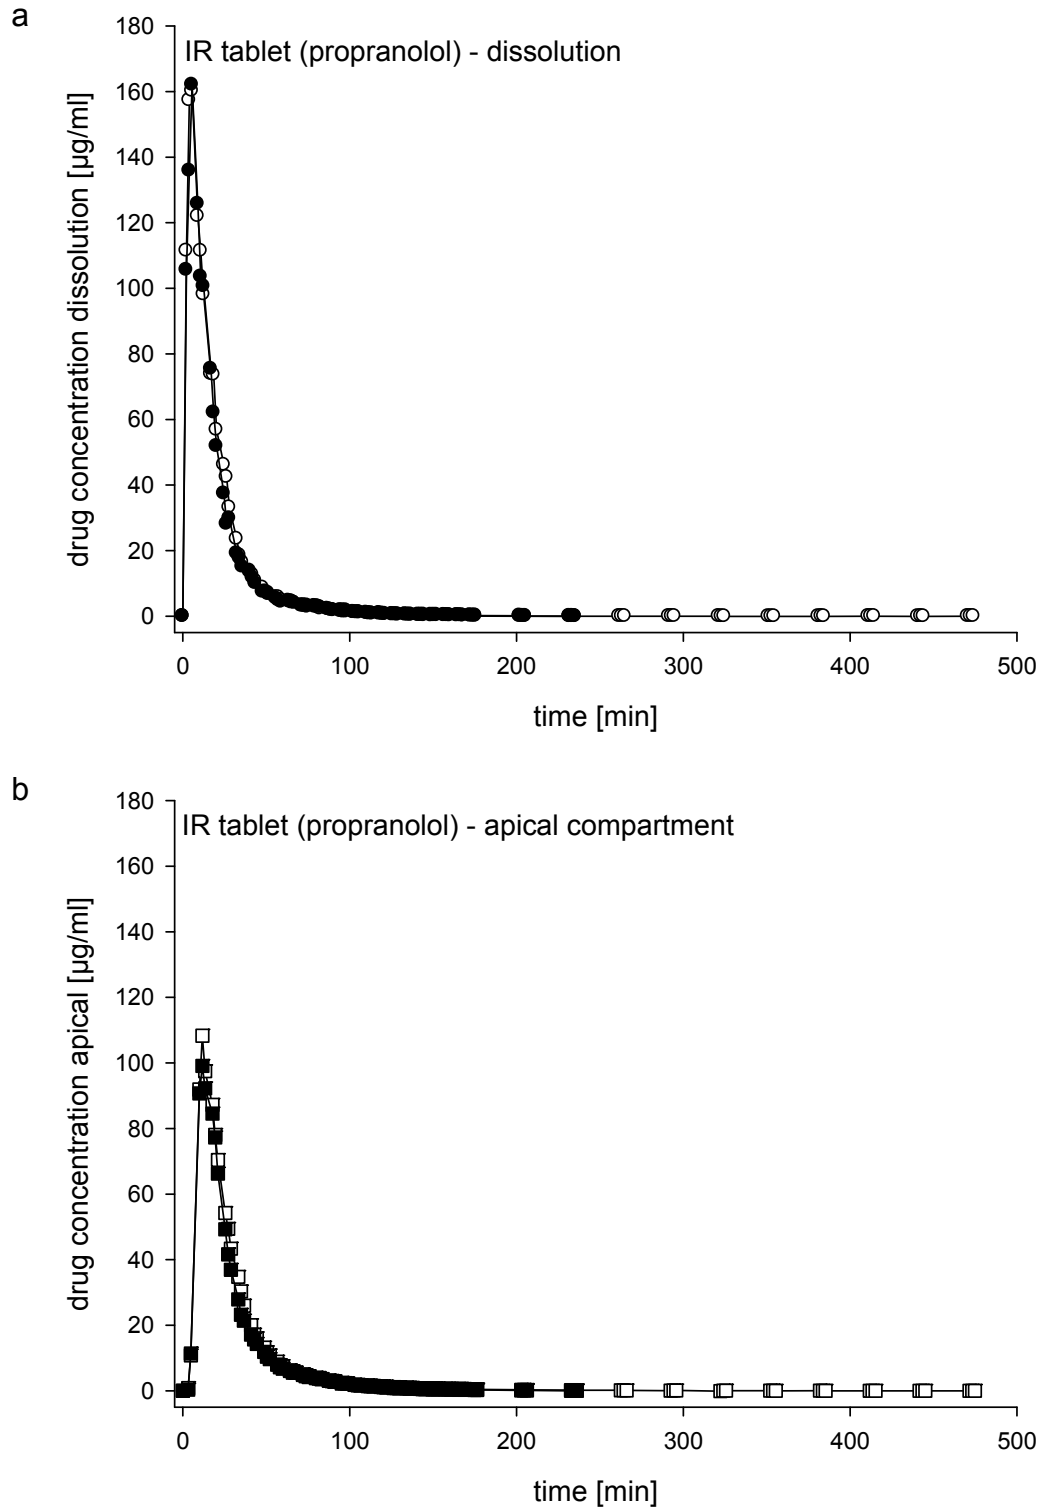 a
180
IR tablet (propranolol) - dissolution
160
140
120
100
80
60
40
20
0
drug concentration dissolution [µg/ml]
0 100 200 300 400 500
time [min]
b
180
IR tablet (propranolol) - apical compartment
160
140
120
100
80
60
40
20
0
drug concentration apical [µg/ml]
0 100 200 300 400 500
time [min]